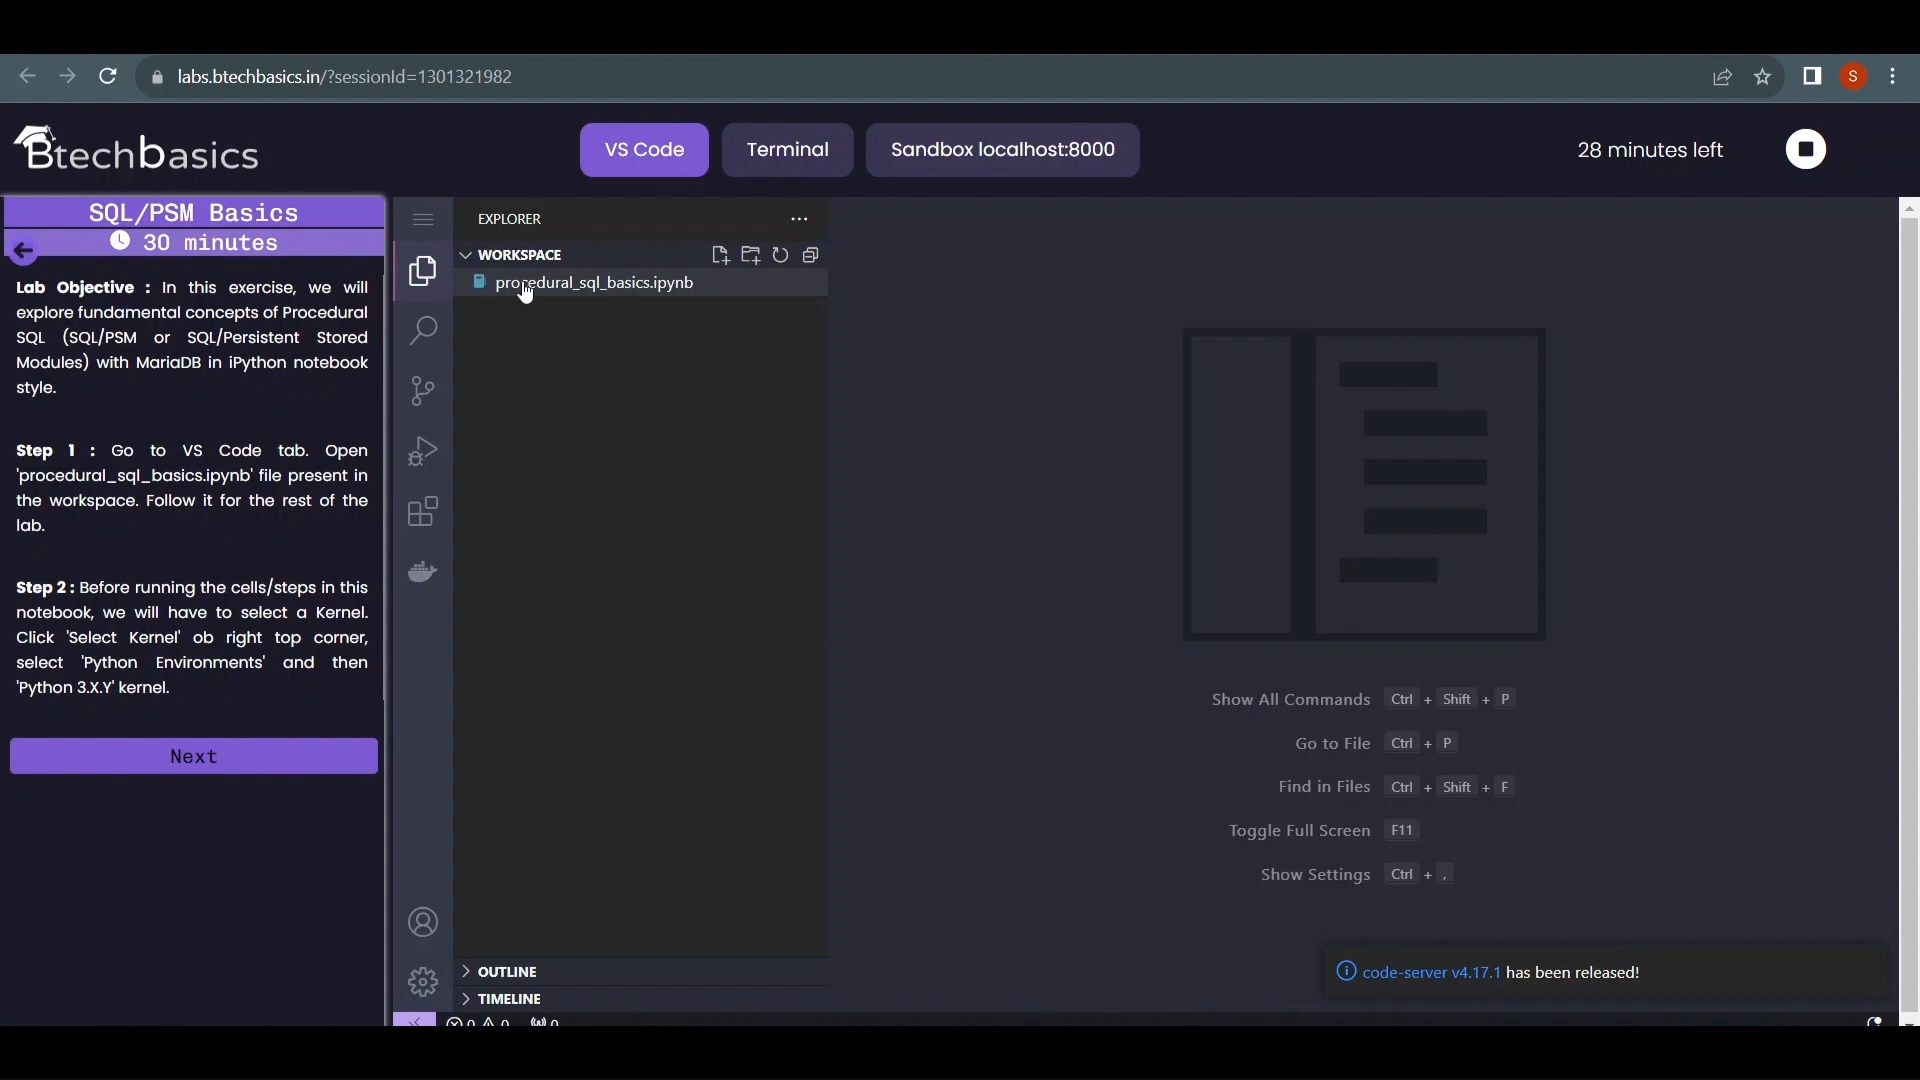 labs.btechbasics.in/?sessionId=1301321982
S
Btechbasics
VS Code
Terminal
Sandbox localhost:8000
28 minutes left
SQL/PSM Basics
30 minutes
Lab Objective : In this exercise, we will
explore fundamental concepts of Procedural
SQL (SQL/PSM or SQL/Persistent Stored
Modules) with MariaDB in iPython notebook
style.
Step 1 : Go to VS Code tab. Open
'procedural_sql_basics.ipynb' file present in
the workspace. Follow it for the rest of the
lab.
Step 2 : Before running the cells/steps in this
notebook, we will have to select a Kernel.
Click 'Select Kernel' ob right top corner,
select 'Python Environments' and then
'Python 3.X.Y' kernel.
Next
EXPLORER
WORKSPACE
procedural_sql_basics.ipynb
OUTLINE
TIMELINE
0 0 0
Show All Commands Ctrl + Shift + P
Go to File Ctrl + P
Find in Files Ctrl + Shift + F
Toggle Full Screen F11
Show Settings Ctrl + ,
code-server v4.17.1 has been released!